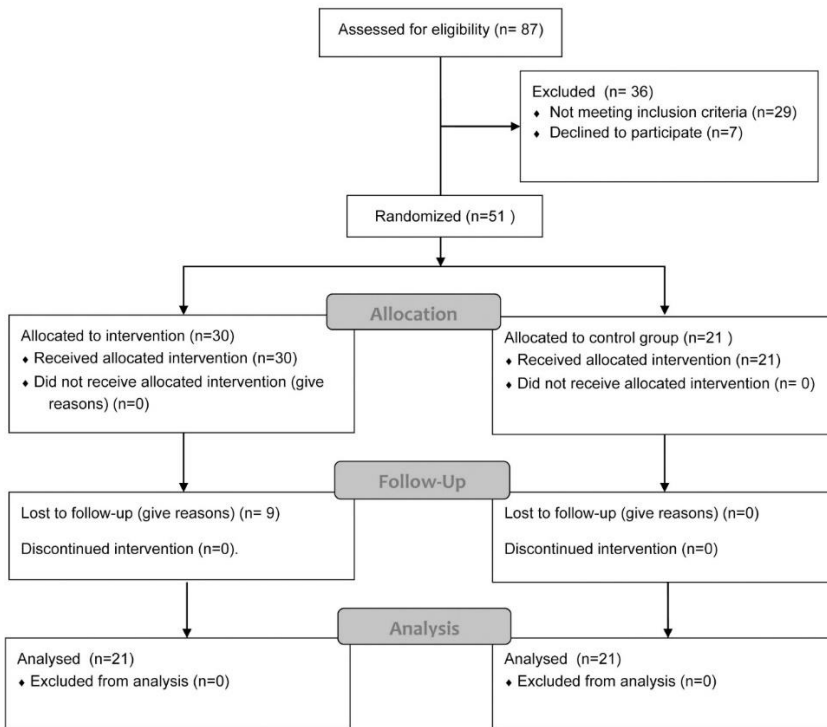 Assessed for eligibility (n= 87)
Excluded (n= 36)
♦ Not meeting inclusion criteria (n=29)
♦ Declined to participate (n=7)
Randomized (n=51 )
Allocation
Allocated to intervention (n=30)
♦ Received allocated intervention (n=30)
♦ Did not receive allocated intervention (give
reasons) (n=0)
Allocated to control group (n=21 )
♦ Received allocated intervention (n=21)
♦ Did not receive allocated intervention (n= 0)
Follow-Up
Lost to follow-up (give reasons) (n= 9)
Discontinued intervention (n=0).
Lost to follow-up (give reasons) (n=0)
Discontinued intervention (n=0)
Analysis
Analysed (n=21)
♦ Excluded from analysis (n=0)
Analysed (n=21)
♦ Excluded from analysis (n=0)